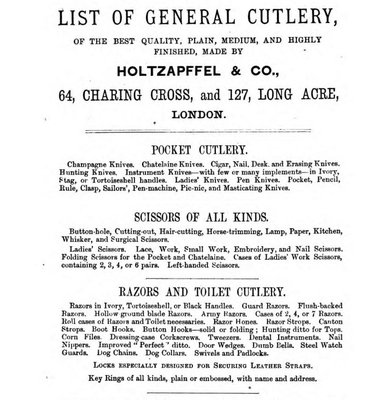 LIST OF GENERAL CUTLERY,
OF THE BEST QUALITY, PLAIN, MEDIUM, AND HIGHLY
FINISHED, MADE BY
HOLTZAPFFEL & CO.,
64, CHARING CROSS, and 127, LONG ACRE,
LONDON.
POCKET CUTLERY.
Champagne Knives. Chatelaine Knives. Cigar, Nail, Desk, and Erasing Knives.
Hunting Knives. Instrument Knives—with few or many implements—in Ivory,
Stag, or Tortoiseshell handles. Ladies' Knives. Pen Knives. Pocket, Pencil,
Rule, Clasp, Sailors', Pen-machine, Pic-nic, and Masticating Knives.
SCISSORS OF ALL KINDS.
Button-hole, Cutting-out, Hair-cutting, Horse-trimming, Lamp, Paper, Kitchen,
Whisker, and Surgical Scissors.
Ladies' Scissors. Lace, Work, Small Work, Embroidery, and Nail Scissors.
Folding Scissors for the Pocket and Chatelaine. Cases of Ladies' Work Scissors,
containing 2, 3, 4, or 6 pairs. Left-handed Scissors.
RAZORS AND TOILET CUTLERY.
Razors in Ivory, Tortoiseshell, or Black Handles. Guard Razors. Flush-backed
Razors. Hollow ground blade Razors. Army Razors. Cases of 2, 4, or 7 Razors.
Roll cases of Razors and Toilet necessaries. Razor Hones. Razor Strops. Canton
Strops. Boot Hooks. Button Hooks—solid or folding; Hunting ditto for Tops.
Corn Files. Dressing-case Corkscrews. Tweezers. Dental Instruments. Nail
Nippers. Improved "Perfect" ditto. Door Wedges. Dumb Bells. Steel Watch
Guards. Dog Chains. Dog Collars. Swivels and Padlocks.
LOCKS ESPECIALLY DESIGNED FOR SECURING LEATHER STRAPS.
Key Rings of all kinds, plain or embossed, with name and address.